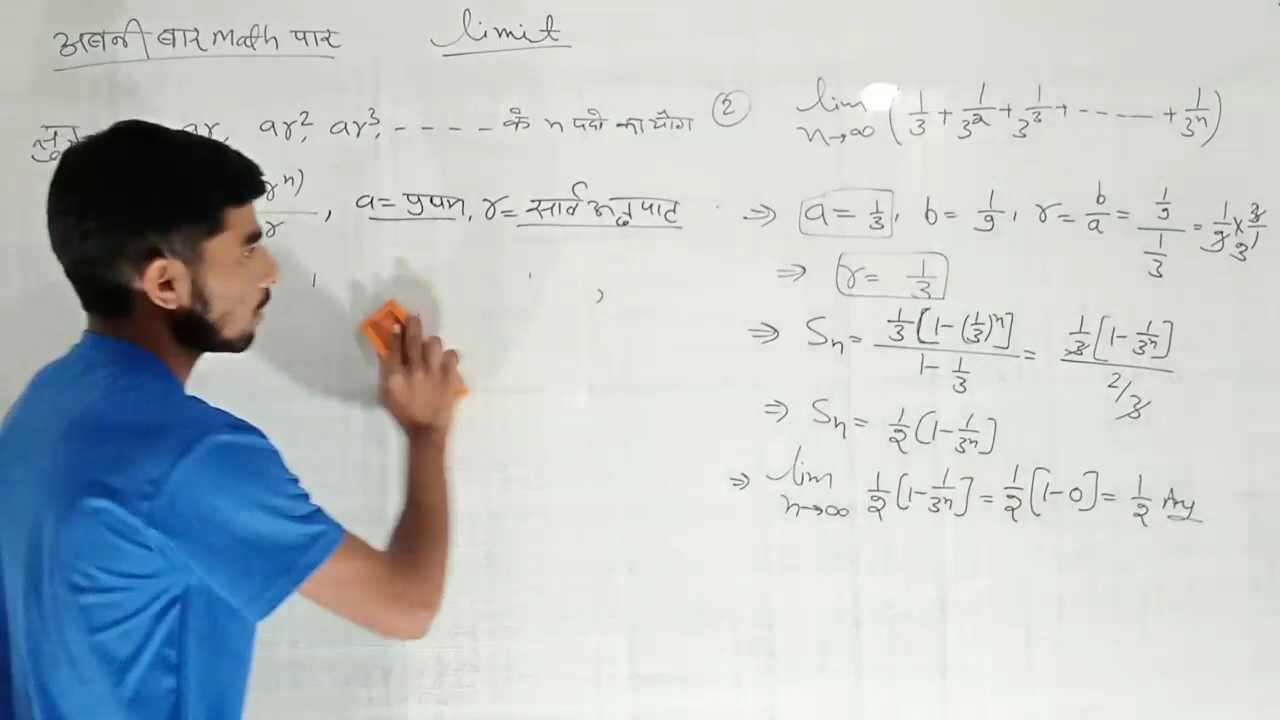 अबकी बार Math पार
limit
सूत्र ar, ar², ar³, - - - - के n पदो का योग
rⁿ) / r, a = प्रथम, r = सार्व अनुपात
② lim n→∞ (1/3 + 1/3² + 1/3³ + - - - - - + 1/3ⁿ)
⇒ a = 1/3, b = 1/9, r = b/a = (1/9)/(1/3) = 1/9 × 3/1
⇒ r = 1/3
⇒ Sₙ = 1/3[1-(1/3)ⁿ] / 1 - 1/3 = 1/3[1-1/3ⁿ] / 2/3
⇒ Sₙ = 1/2[1-1/3ⁿ]
⇒ lim n→∞ 1/2[1-1/3ⁿ] = 1/2[1-0] = 1/2 Ans